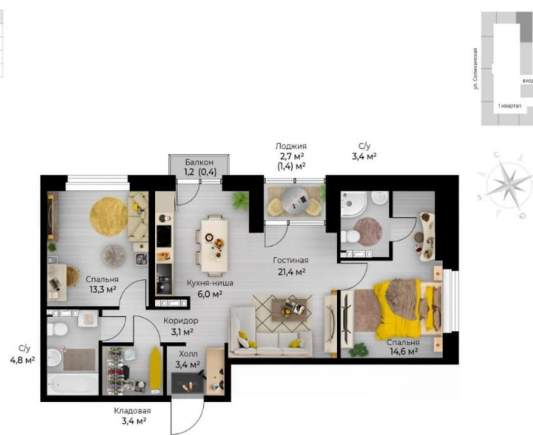 ул. Селикамская
вход
1 квартал
Лоджия
2,7 м²
(1,4) м²
С/у
3,4 м²
Балкон
1,2 (0,4)
Спальня
13,3 м²
Гостиная
21,4 м²
Кухня-ниша
6,0 м²
Коридор
3,1 м²
Спальня
14,6 м²
С/у
4,8 м²
Холл
3,4 м²
Кладовая
3,4 м²